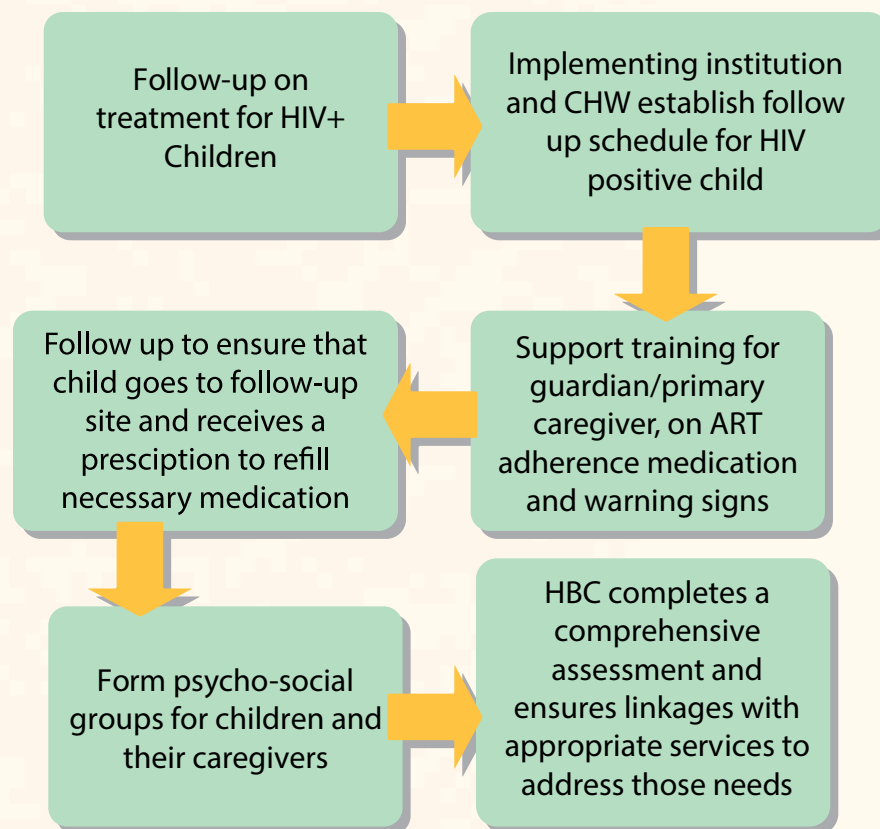 Follow-up on
treatment for HIV+
Children
Implementing institution
and CHW establish follow
up schedule for HIV
positive child
Support training for
guardian/primary
caregiver, on ART
adherence medication
and warning signs
Follow up to ensure that
child goes to follow-up
site and receives a
presciption to refill
necessary medication
Form psycho-social
groups for children and
their caregivers
HBC completes a
comprehensive
assessment and
ensures linkages with
appropriate services to
address those needs